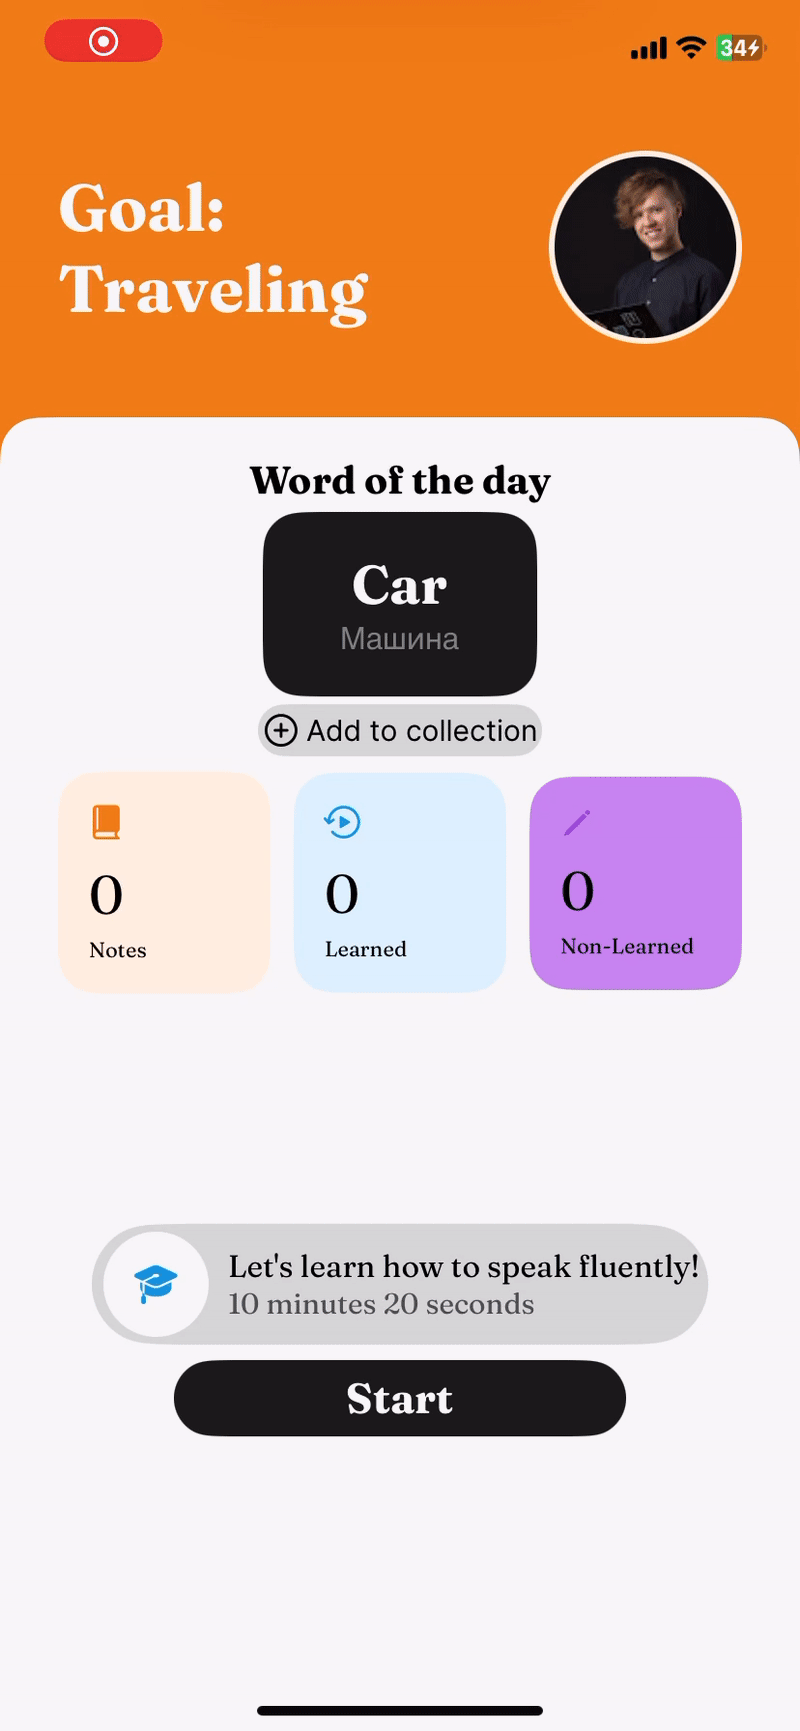 34
Goal:
Traveling
Word of the day
Car
Машина
Add to collection
0
Notes
0
Learned
0
Non-Learned
Let's learn how to speak fluently!
10 minutes 20 seconds
Start